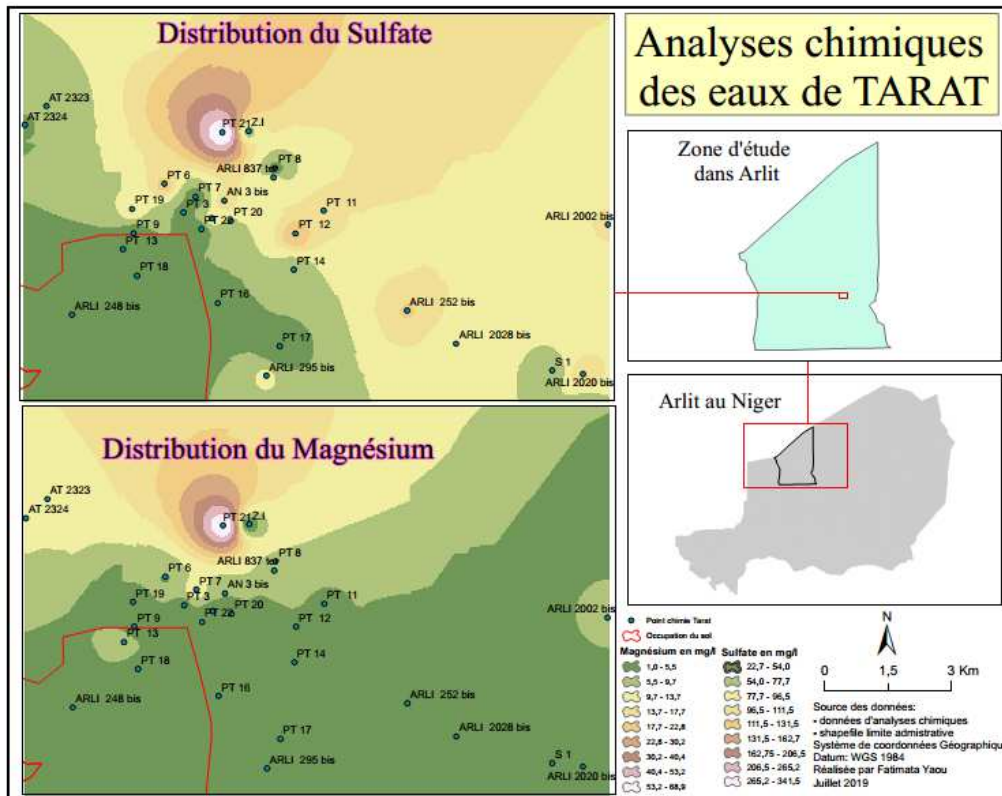 Distribution du Sulfate
AT 2323
AT 2324
PT 21
Z.I
PT 8
ARLI 837 ter
PT 6
PT 7
AN 3 bis
PT 19
PT 3
PT 20
PT 11
PT 9
PT 22
PT 12
ARLI 2002 bis
PT 13
PT 18
PT 14
ARLI 248 bis
PT 16
ARLI 252 bis
PT 17
ARLI 2028 bis
ARLI 295 bis
S 1
ARLI 2020 bis
Distribution du Magnésium
AT 2323
AT 2324
PT 21
Z.I
PT 8
ARLI 837 ter
PT 6
PT 7
AN 3 bis
PT 19
PT 3
PT 20
PT 11
PT 9
PT 22
PT 12
ARLI 2002 bis
PT 13
PT 18
PT 14
ARLI 248 bis
PT 16
ARLI 252 bis
PT 17
ARLI 2028 bis
ARLI 295 bis
S 1
ARLI 2020 bis
Analyses chimiques
des eaux de TARAT
Zone d'étude
dans Arlit
Arlit au Niger
Point chimie Tarat
Occupation du sol
Magnésium en mg/l
1,0 - 5,5
5,5 - 9,7
9,7 - 13,7
13,7 - 17,7
17,7 - 22,8
22,8 - 30,2
30,2 - 40,4
40,4 - 53,2
53,2 - 68,9
Sulfate en mg/l
22,7 - 54,0
54,0 - 77,7
77,7 - 96,5
96,5 - 111,5
111,5 - 131,5
131,5 - 162,7
162,75 - 206,5
206,5 - 265,2
265,2 - 341,5
N
0 1,5 3 Km
Source des données:
- données d'analyses chimiques
- shapefile limite admistrative
Système de coordonnées Géographiqu
Datum: WGS 1984
Réalisée par Fatimata Yaou
Juillet 2019